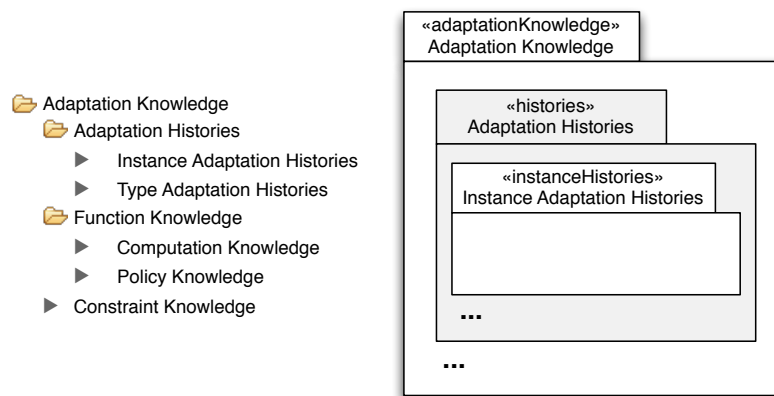 Adaptation Knowledge
Adaptation Histories
Instance Adaptation Histories
Type Adaptation Histories
Function Knowledge
Computation Knowledge
Policy Knowledge
Constraint Knowledge
«adaptationKnowledge»
Adaptation Knowledge
«histories»
Adaptation Histories
«instanceHistories»
Instance Adaptation Histories
...
...